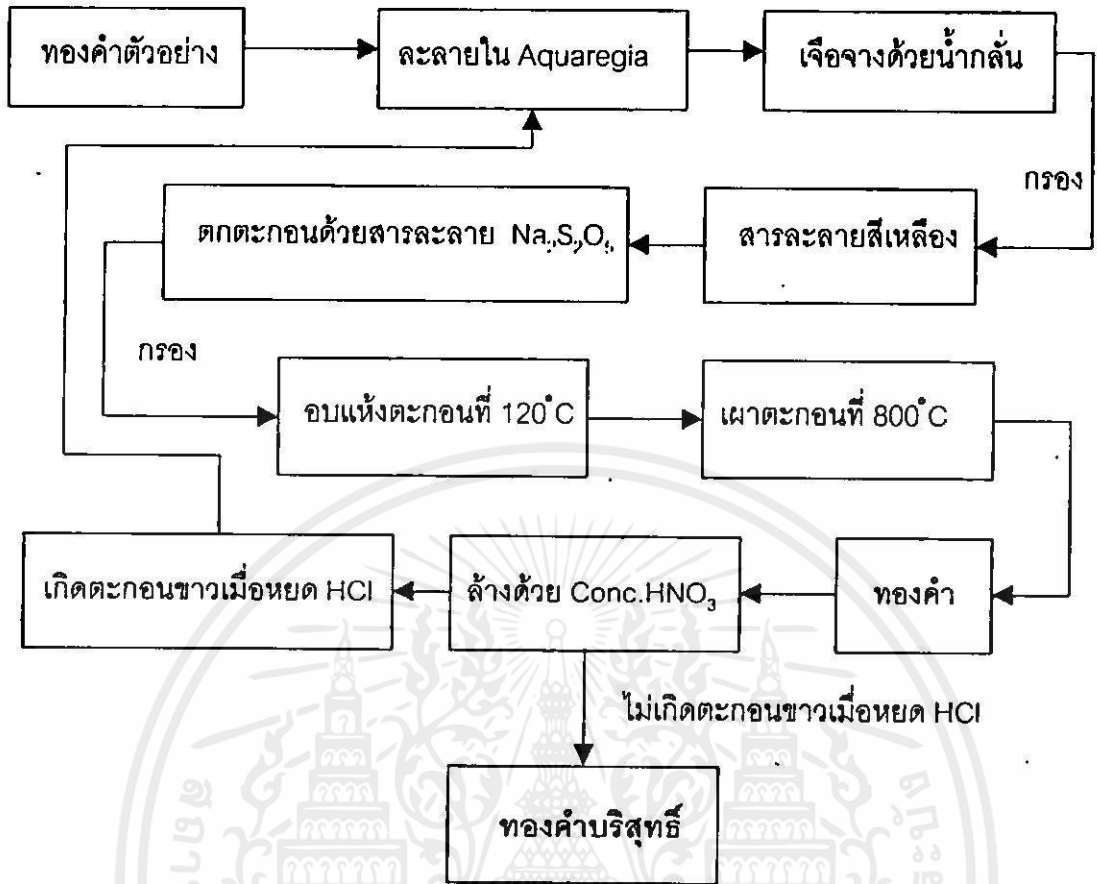 ทองคำตัวอย่าง
ละลายใน Aquaregia
เจือจางด้วยน้ำกลั่น
กรอง
สารละลายสีเหลือง
ตกตะกอนด้วยสารละลาย Na₂S₂O₅
กรอง
อบแห้งตะกอนที่ 120°C
เผาตะกอนที่ 800°C
ทองคำ
ล้างด้วย Conc.HNO₃
เกิดตะกอนขาวเมื่อหยด HCl
ไม่เกิดตะกอนขาวเมื่อหยด HCl
ทองคำบริสุทธิ์